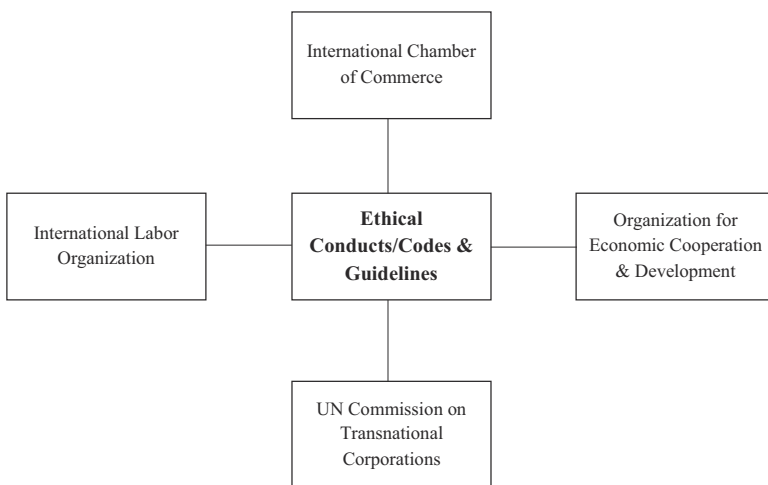 International Chamber
of Commerce
International Labor
Organization
Ethical
Conducts/Codes &
Guidelines
Organization for
Economic Cooperation
& Development
UN Commission on
Transnational
Corporations